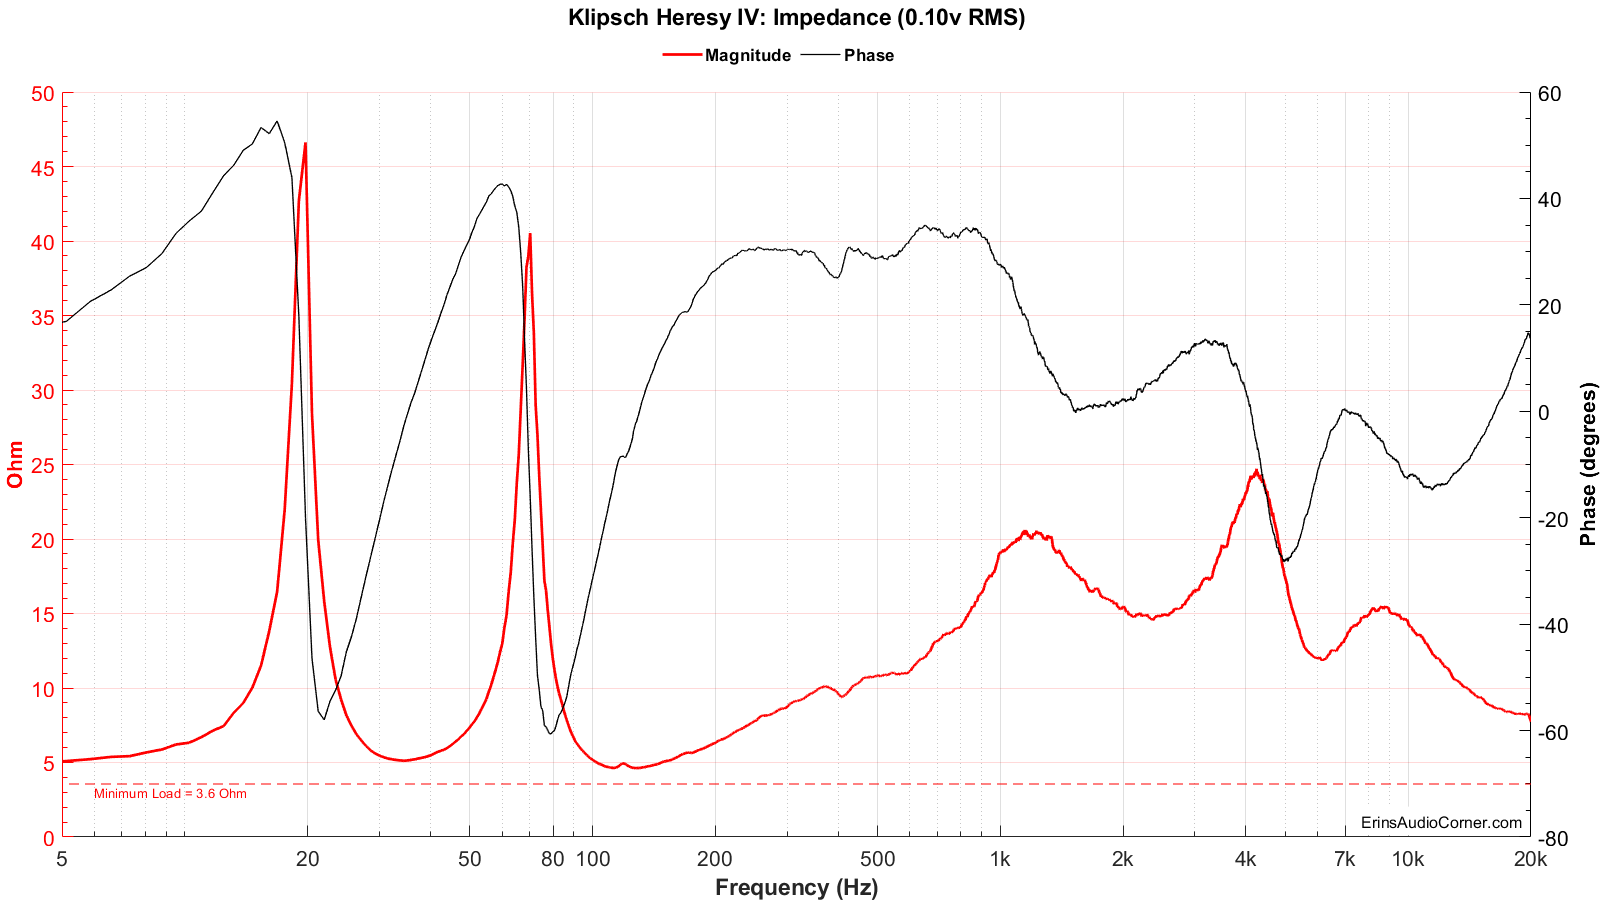 Klipsch Heresy IV: Impedance (0.10v RMS)
Magnitude Phase
50
45
40
35
30
25
20
15
10
5
0
Ohm
60
40
20
0
-20
-40
-60
-80
Phase (degrees)
Minimum Load = 3.6 Ohm
ErinsAudioCorner.com
5 20 50 80 100 200 500 1k 2k 4k 7k 10k 20k
Frequency (Hz)